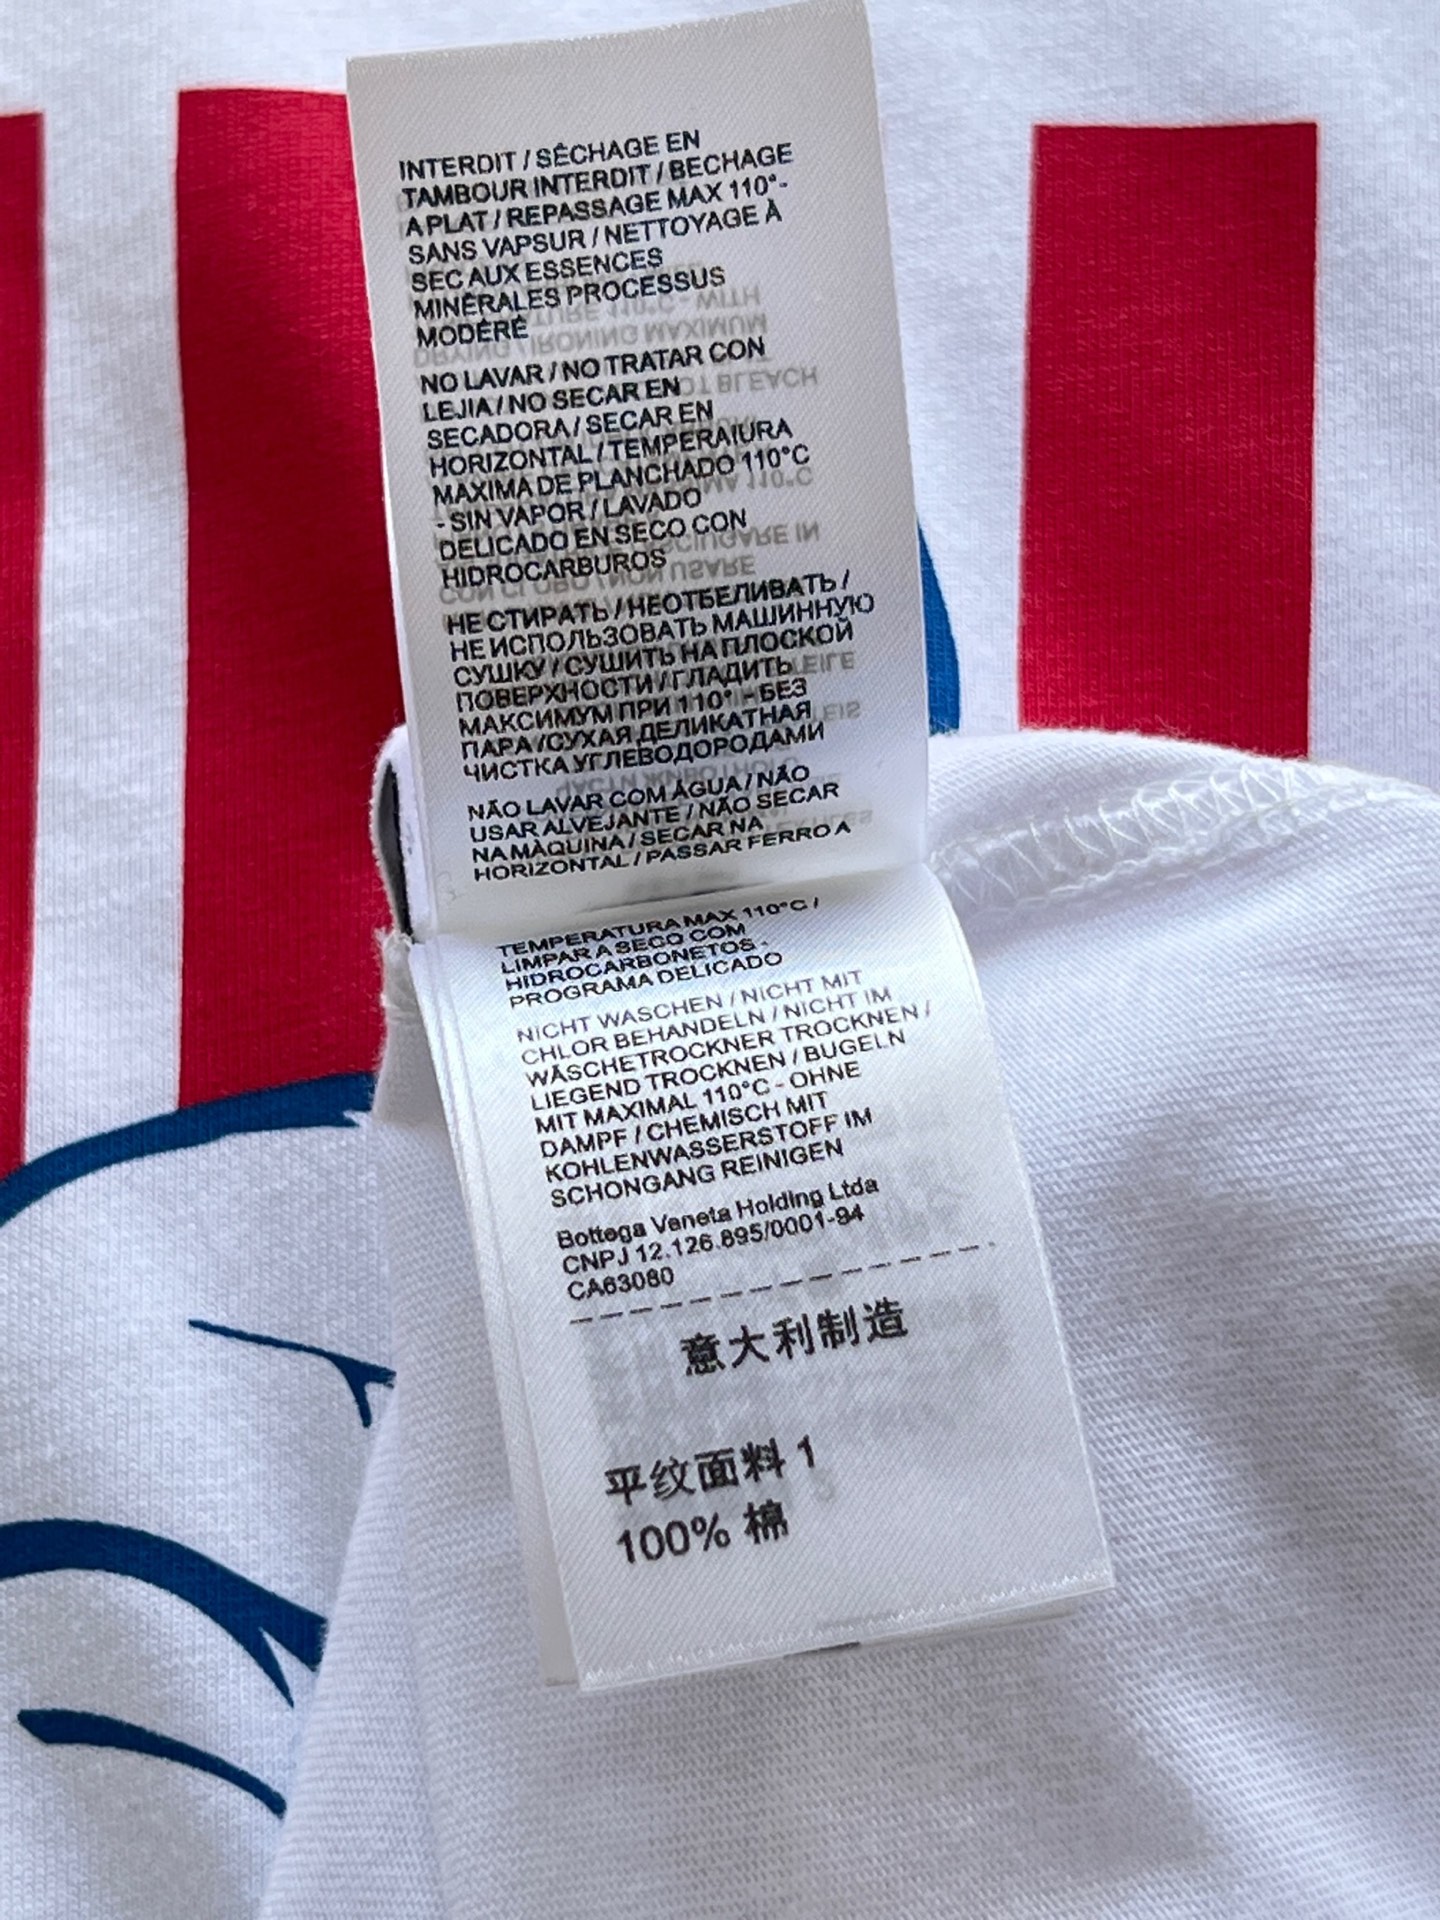 INTERDIT / SÉCHAGE EN
TAMBOUR INTERDIT / BECHAGE
A PLAT / REPASSAGE MAX 110°-
SANS VAPSUR / NETTOYAGE À
SEC AUX ESSENCES
MINÉRALES PROCESSUS
MODÉRÉ
NO LAVAR / NO TRATAR CON
LEJIA / NO SECAR EN
SECADORA / SECAR EN
HORIZONTAL / TEMPERAIURA
MAXIMA DE PLANCHADO 110°C
- SIN VAPOR / LAVADO
DELICADO EN SECO CON
HIDROCARBUROS
НЕ СТИРАТЬ / НЕОТБЕЛИВАТЬ /
НЕ ИСПОЛЬЗОВАТЬ МАШИННУЮ
СУШКУ / СУШИТЬ НА ПЛОСКОЙ
ПОВЕРХНОСТИ / ГЛАДИТЬ
МАКСИМУМ ПРИ 110° - БЕЗ
ПАРА /СУХАЯ ДЕЛИКАТНАЯ
ЧИСТКА УГЛЕВОДОРОДАМИ
NÃO LAVAR COM ÁGUA / NÃO
USAR ALVEJANTE / NÃO SECAR
NA MÀQUINA / SECAR NA
HORIZONTAL / PASSAR FERRO A
TEMPERATURA MAX 110°C /
LIMPAR A SECO COM
HIDROCARBONETOS -
PROGRAMA DELICADO
NICHT WASCHEN / NICHT MIT
CHLOR BEHANDELN / NICHT IM
WÄSCHETROCKNER TROCKNEN /
LIEGEND TROCKNEN / BUGELN
MIT MAXIMAL 110°C - OHNE
DAMPF / CHEMISCH MIT
KOHLENWASSERSTOFF IM
SCHONGANG REINIGEN
Bottega Veneta Holding Ltda
CNPJ 12.126.895/0001-94
CA63080
意大利制造
平纹面料 1
100% 棉